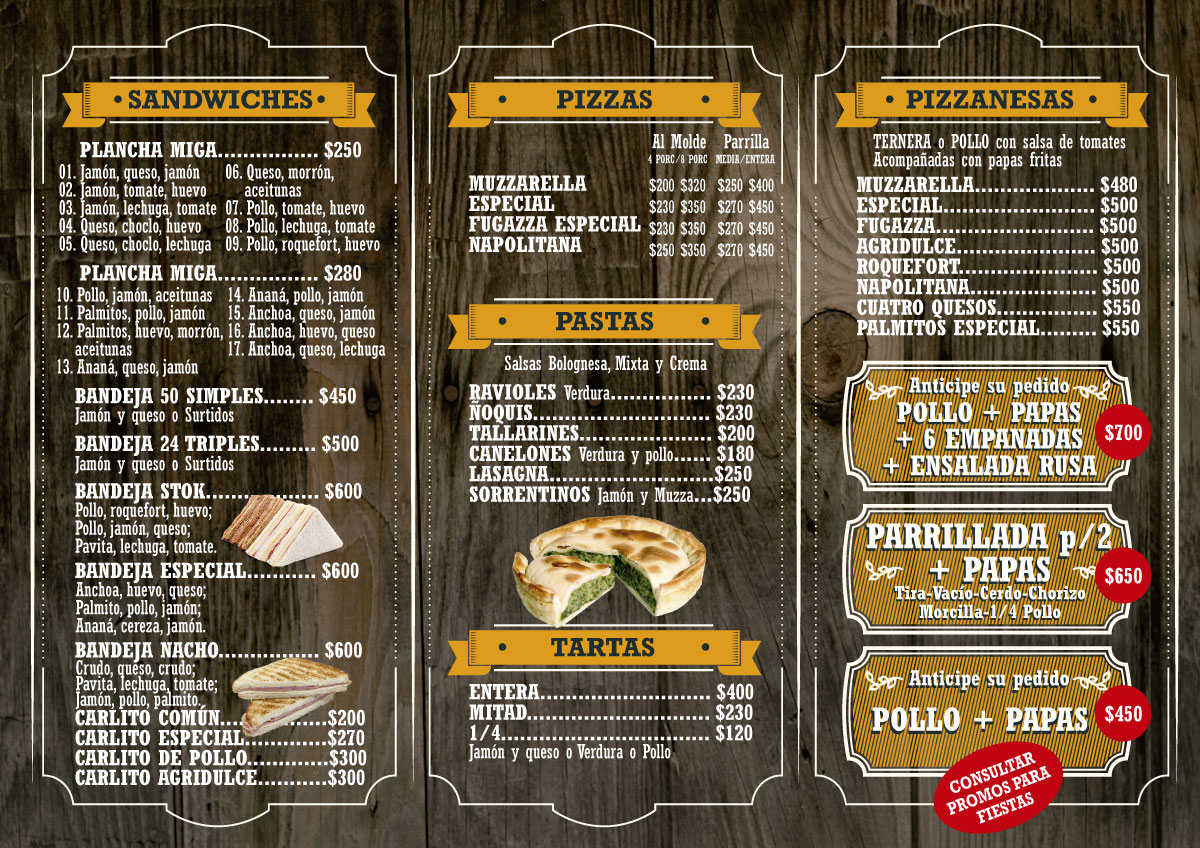 •SANDWICHES•
PLANCHA MIGA................ $250
01. Jamón, queso, jamón
02. Jamón, tomate, huevo
03. Jamón, lechuga, tomate
04. Queso, choclo, huevo
05. Queso, choclo, lechuga
06. Queso, morrón,
aceitunas
07. Pollo, tomate, huevo
08. Pollo, lechuga, tomate
09. Pollo, roquefort, huevo
PLANCHA MIGA................ $280
10. Pollo, jamón, aceitunas
11. Palmitos, pollo, jamón
12. Palmitos, huevo, morrón,
aceitunas
13. Ananá, queso, jamón
14. Ananá, pollo, jamón
15. Anchoa, queso, jamón
16. Anchoa, huevo, queso
17. Anchoa, queso, lechuga
BANDEJA 50 SIMPLES........ $450
Jamón y queso o Surtidos
BANDEJA 24 TRIPLES......... $500
Jamón y queso o Surtidos
BANDEJA STOK.................. $600
Pollo, roquefort, huevo;
Pollo, jamón, queso;
Pavita, lechuga, tomate.
BANDEJA ESPECIAL........... $600
Anchoa, huevo, queso;
Palmito, pollo, jamón;
Ananá, cereza, jamón.
BANDEJA NACHO................ $600
Crudo, queso, crudo;
Pavita, lechuga, tomate;
Jamón, pollo, palmito.
CARLITO COMÚN.................$200
CARLITO ESPECIAL.............$270
CARLITO DE POLLO.............$300
CARLITO AGRIDULCE...........$300
• PIZZAS •
Al Molde Parrilla
4 PORC/8 PORC MEDIA/ENTERA
MUZZARELLA $200 $320 $250 $400
ESPECIAL $230 $350 $270 $450
FUGAZZA ESPECIAL $230 $350 $270 $450
NAPOLITANA $250 $350 $270 $450
• PASTAS •
Salsas Bolognesa, Mixta y Crema
RAVIOLES Verdura................ $230
ÑOQUIS............................ $230
TALLARINES..................... $200
CANELONES Verdura y pollo...... $180
LASAGNA..........................$250
SORRENTINOS Jamón y Muzza...$250
• TARTAS •
ENTERA........................... $400
MITAD............................. $230
1/4.................................. $120
Jamón y queso o Verdura o Pollo
• PIZZANESAS •
TERNERA o POLLO con salsa de tomates
Acompañadas con papas fritas
MUZZARELLA................... $480
ESPECIAL........................ $500
FUGAZZA..........................$500
AGRIDULCE...................... $500
ROQUEFORT..................... $500
NAPOLITANA.................... $500
CUATRO QUESOS................ $550
PALMITOS ESPECIAL......... $550
Anticipe su pedido
POLLO + PAPAS
+ 6 EMPANADAS
+ ENSALADA RUSA
$700
PARRILLADA p/2
+ PAPAS
Tira-Vacío-Cerdo-Chorizo
Morcilla-1/4 Pollo
$650
Anticipe su pedido
POLLO + PAPAS
$450
CONSULTAR
PROMOS PARA
FIESTAS